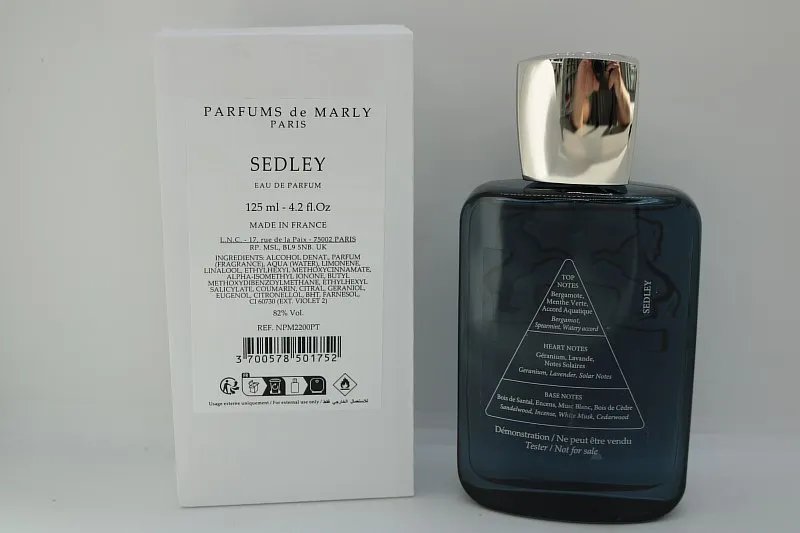 PARFUMS de MARLY
PARIS
SEDLEY
EAU DE PARFUM
125 ml - 4.2 fl.Oz
MADE IN FRANCE
L.N.C. - 17, rue de la Paix - 75002 PARIS
RP. MSL, BL9 5NB. UK
INGREDIENTS: ALCOHOL DENAT., PARFUM
(FRAGRANCE), AQUA (WATER), LIMONENE,
LINALOOL, ETHYLHEXYL METHOXYCINNAMATE,
ALPHA-ISOMETHYL IONONE, BUTYL
METHOXYDIBENZOYLMETHANE, ETHYLHEXYL
SALICYLATE, COUMARIN, CITRAL, GERANIOL,
EUGENOL, CITRONELLOL, BHT, FARNESOL,
CI 60730 (EXT. VIOLET 2)
82% Vol.
REF. NPM2200PT
3 700578 501752
FR
Usage externe uniquement / For external use only / للاستعمال الخارجي فقط
TOP
NOTES
Bergamote,
Menthe Verte,
Accord Aquatique
Bergamot,
Spearmint, Watery accord
HEART NOTES
Géranium, Lavande,
Notes Solaires
Geranium, Lavender, Solar Notes
BASE NOTES
Bois de Santal, Encens, Musc Blanc, Bois de Cèdre
Sandalwood, Incense, White Musk, Cedarwood
Démonstration / Ne peut être vendu
Tester / Not for sale
SEDLEY